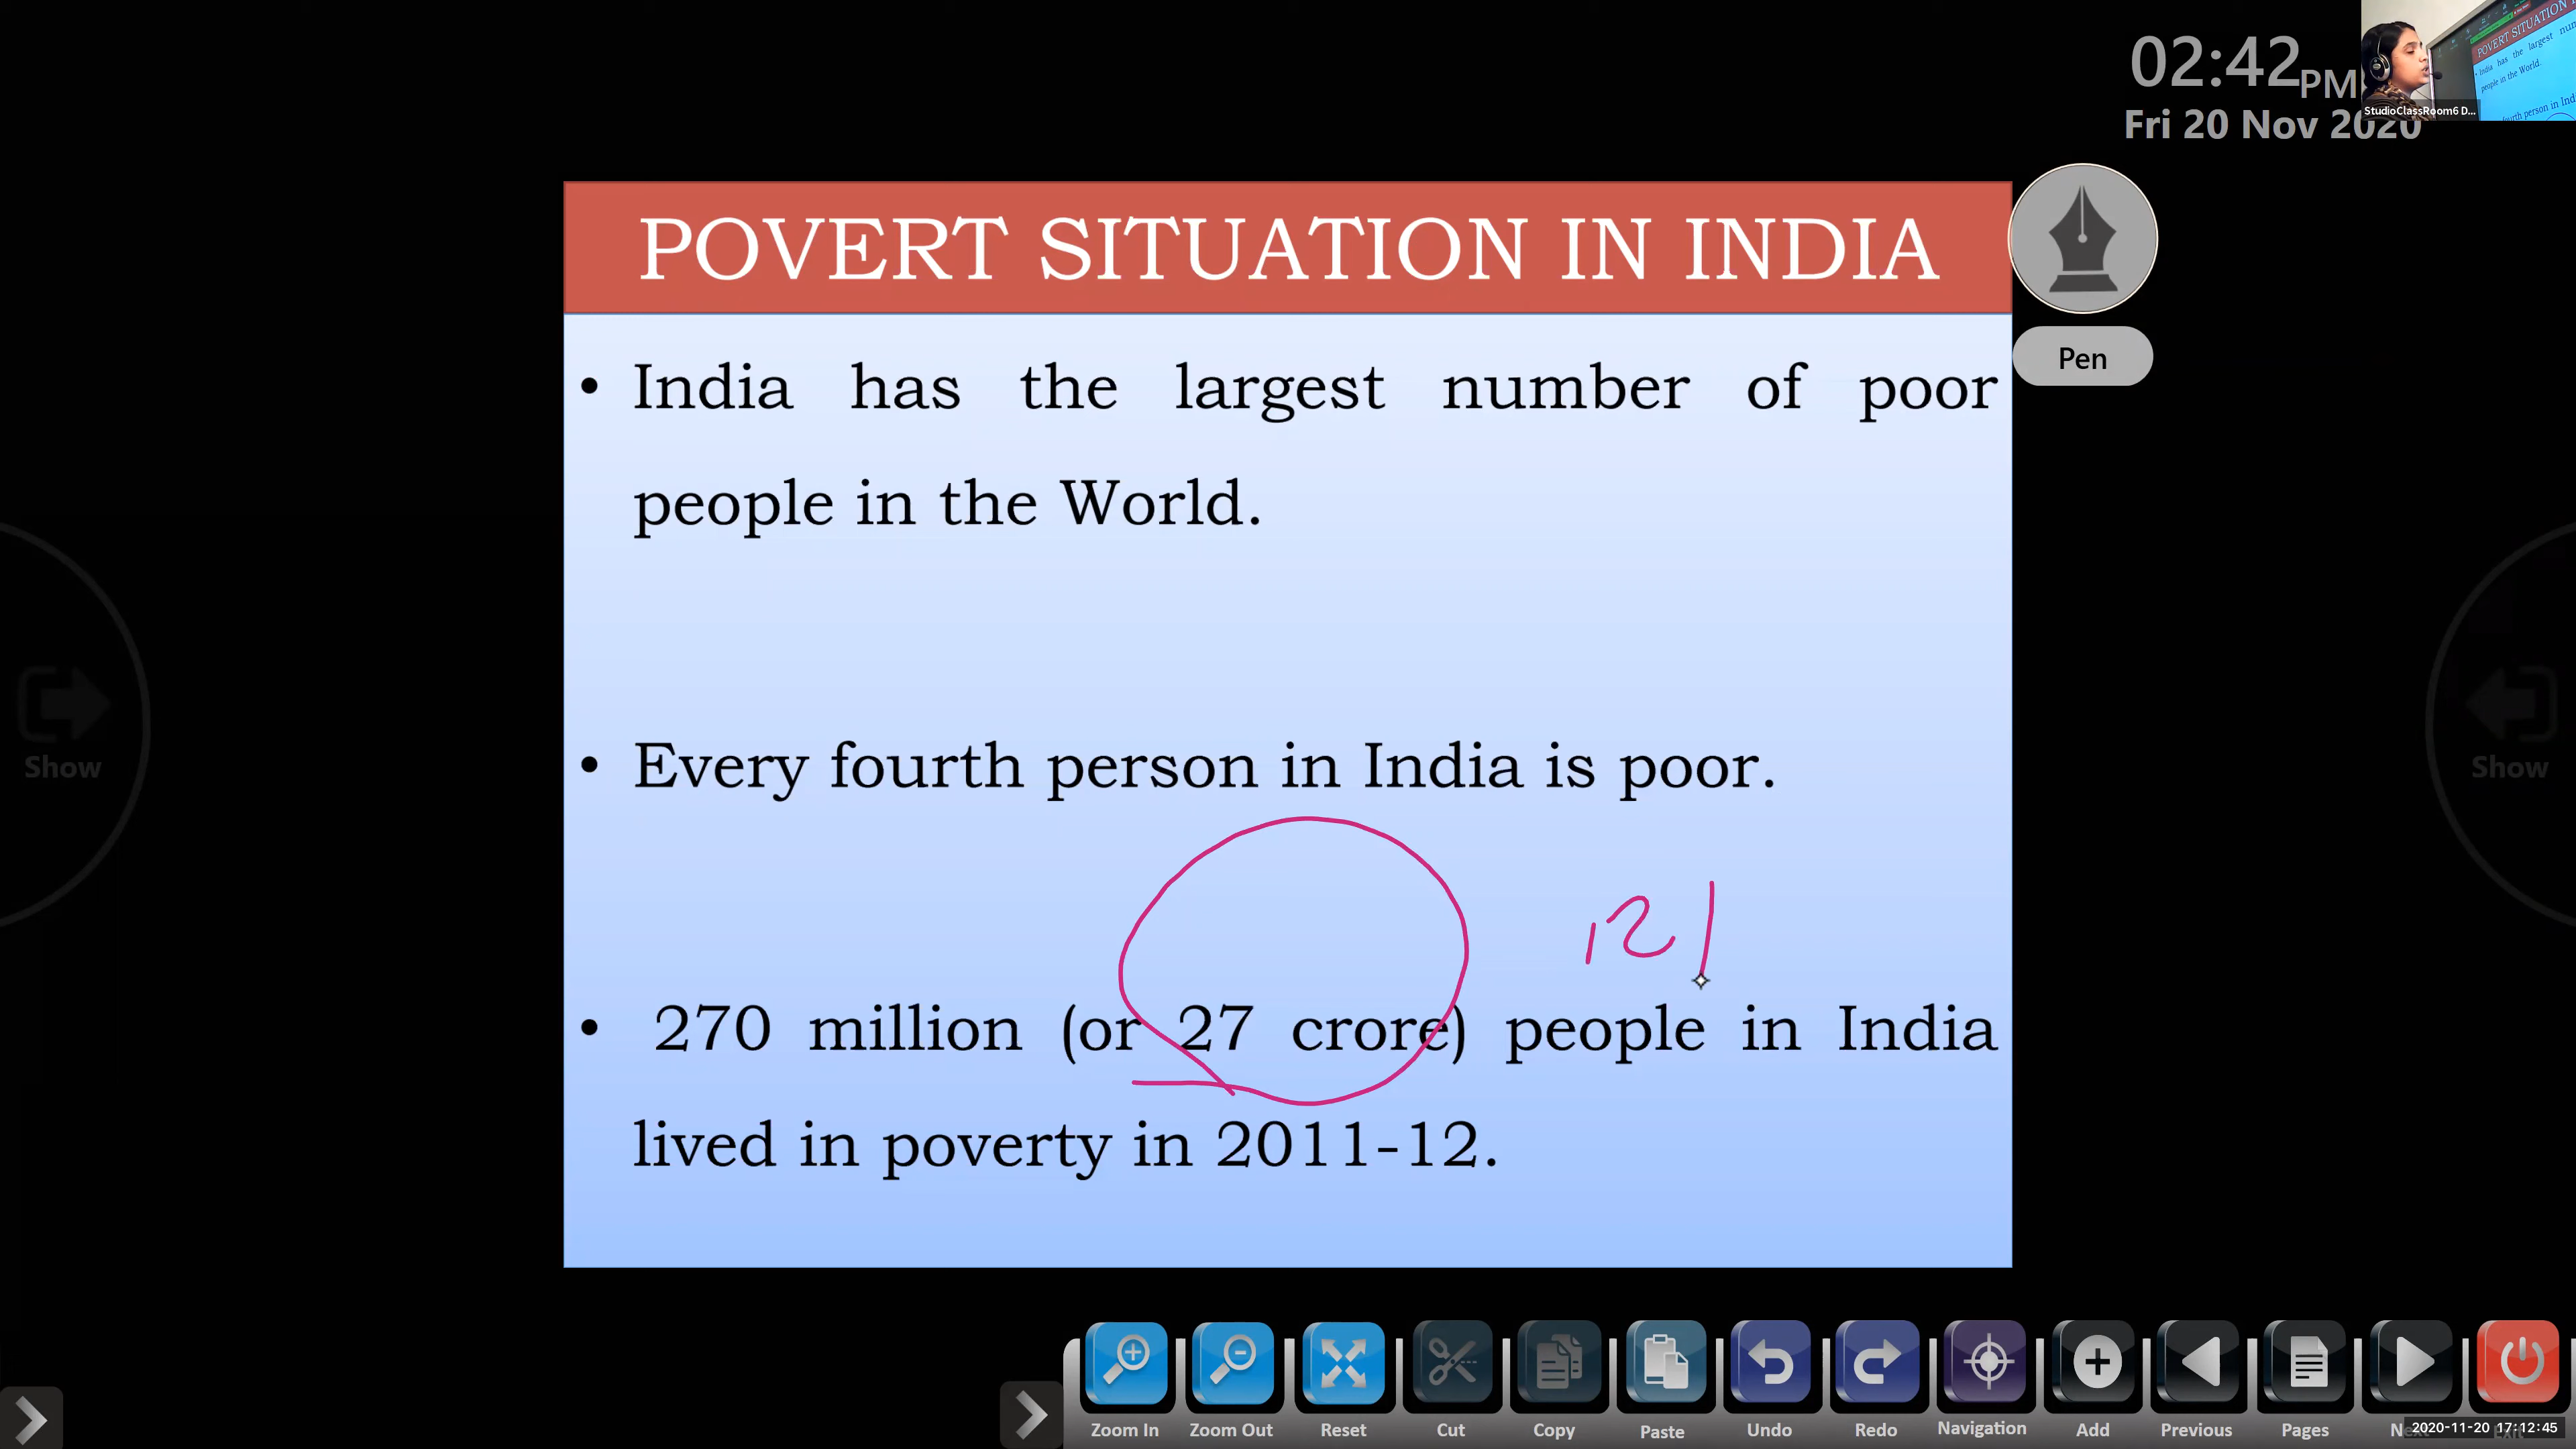 02:42 PM
Fri 20 Nov 2020
StudioClassRoom6 D...
POVERT SITUATION IN INDIA
Pen
• India has the largest number of poor
people in the World.
Show
Show
• Every fourth person in India is poor.
121
• 270 million (or 27 crore) people in India
lived in poverty in 2011-12.
Zoom In
Zoom Out
Reset
Cut
Copy
Paste
Undo
Redo
Navigation
Add
Previous
Pages
2020-11-20 17:12:45